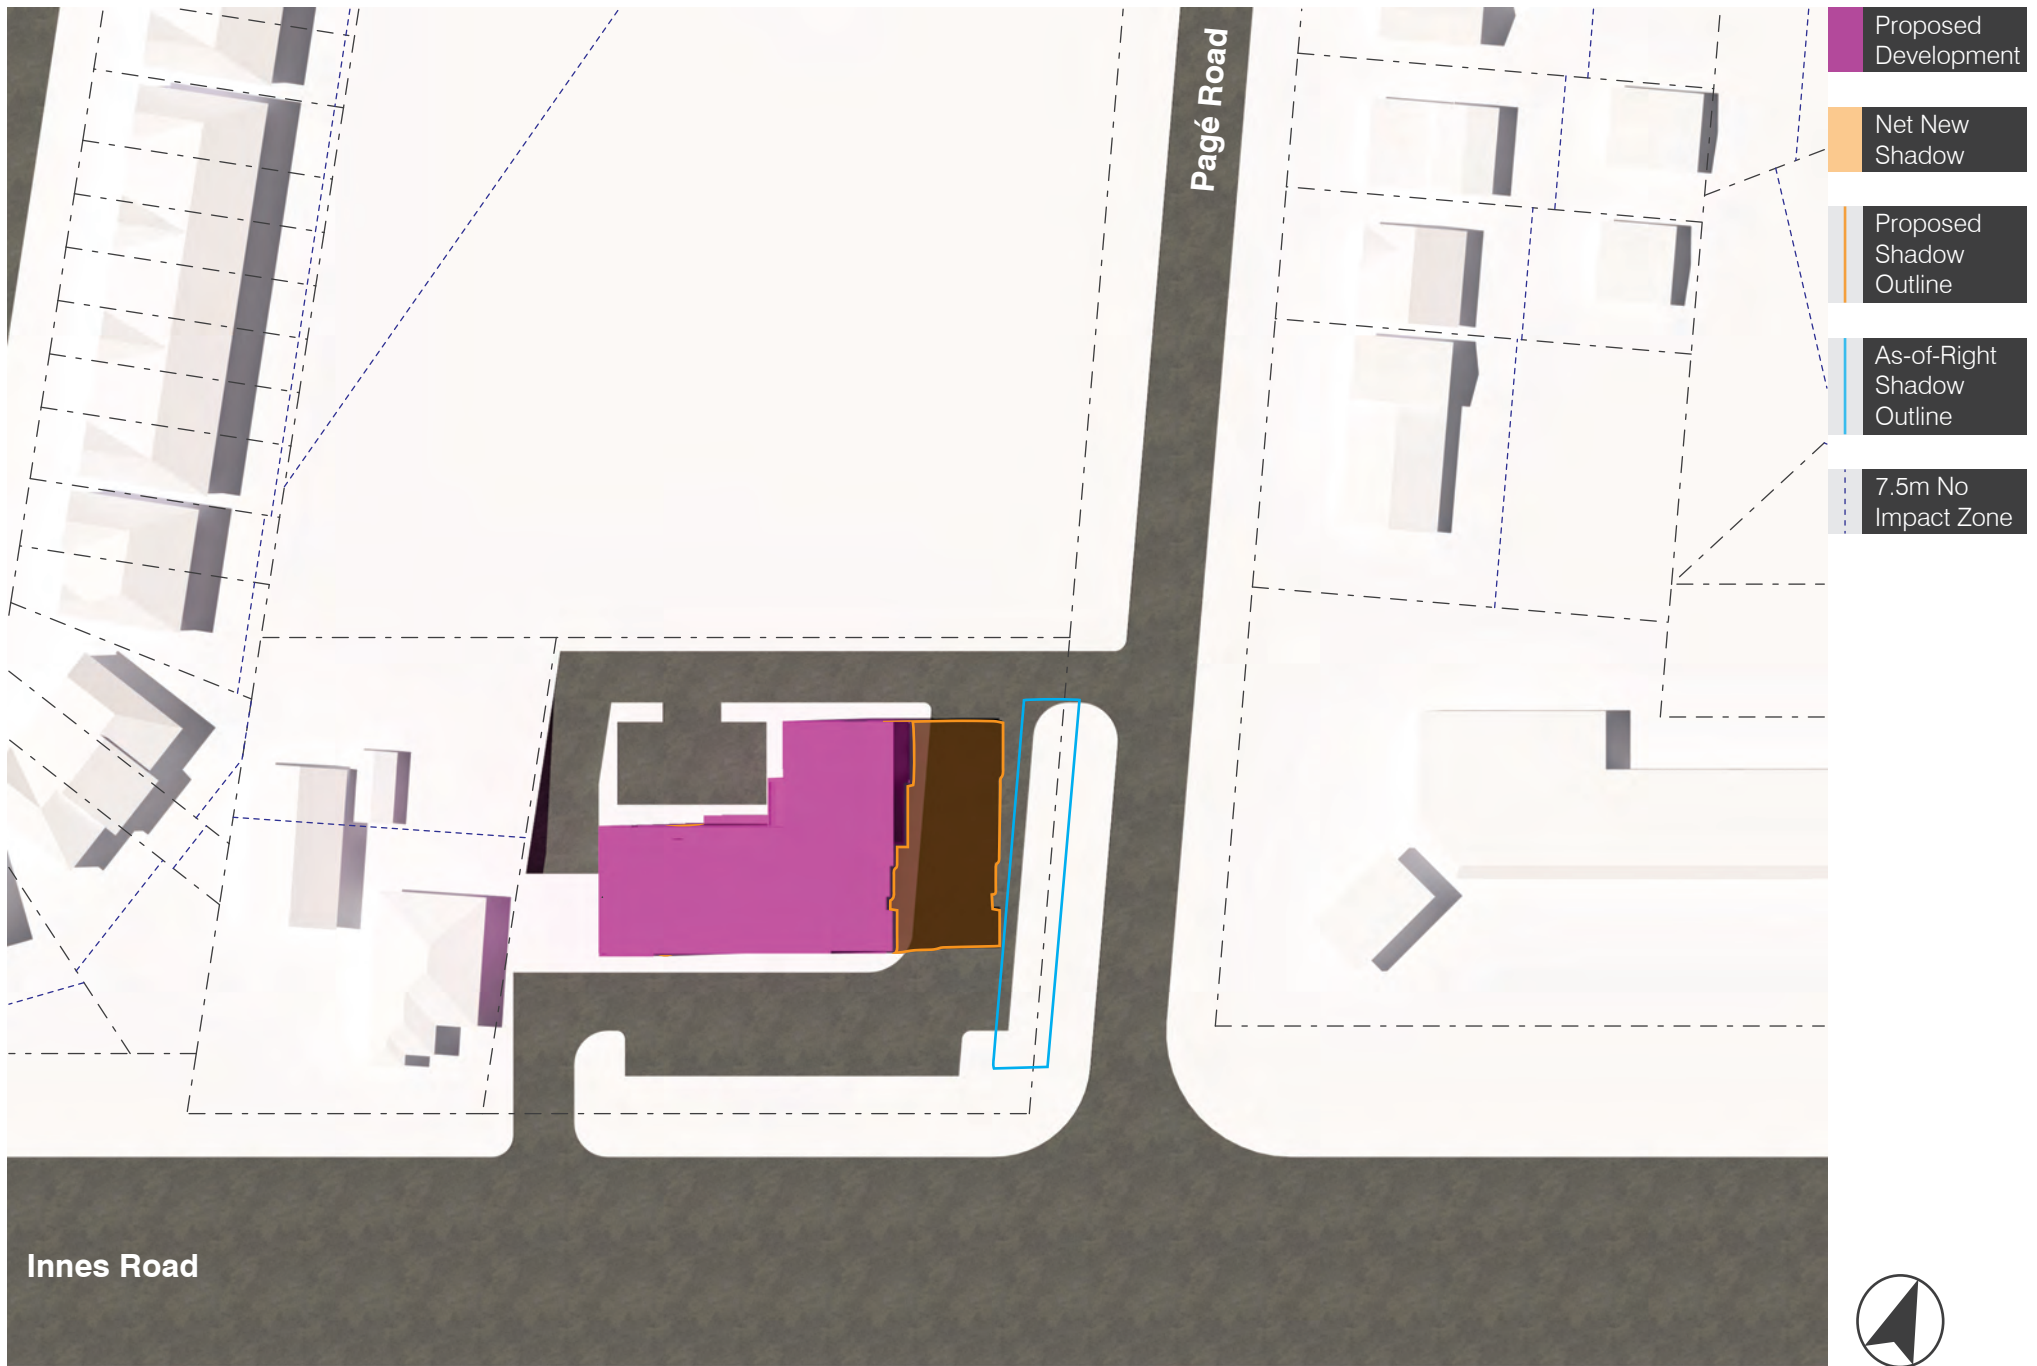 Pagé Road
Innes Road
Proposed
Development
Net New
Shadow
Proposed
Shadow
Outline
As-of-Right
Shadow
Outline
7.5m No
Impact Zone